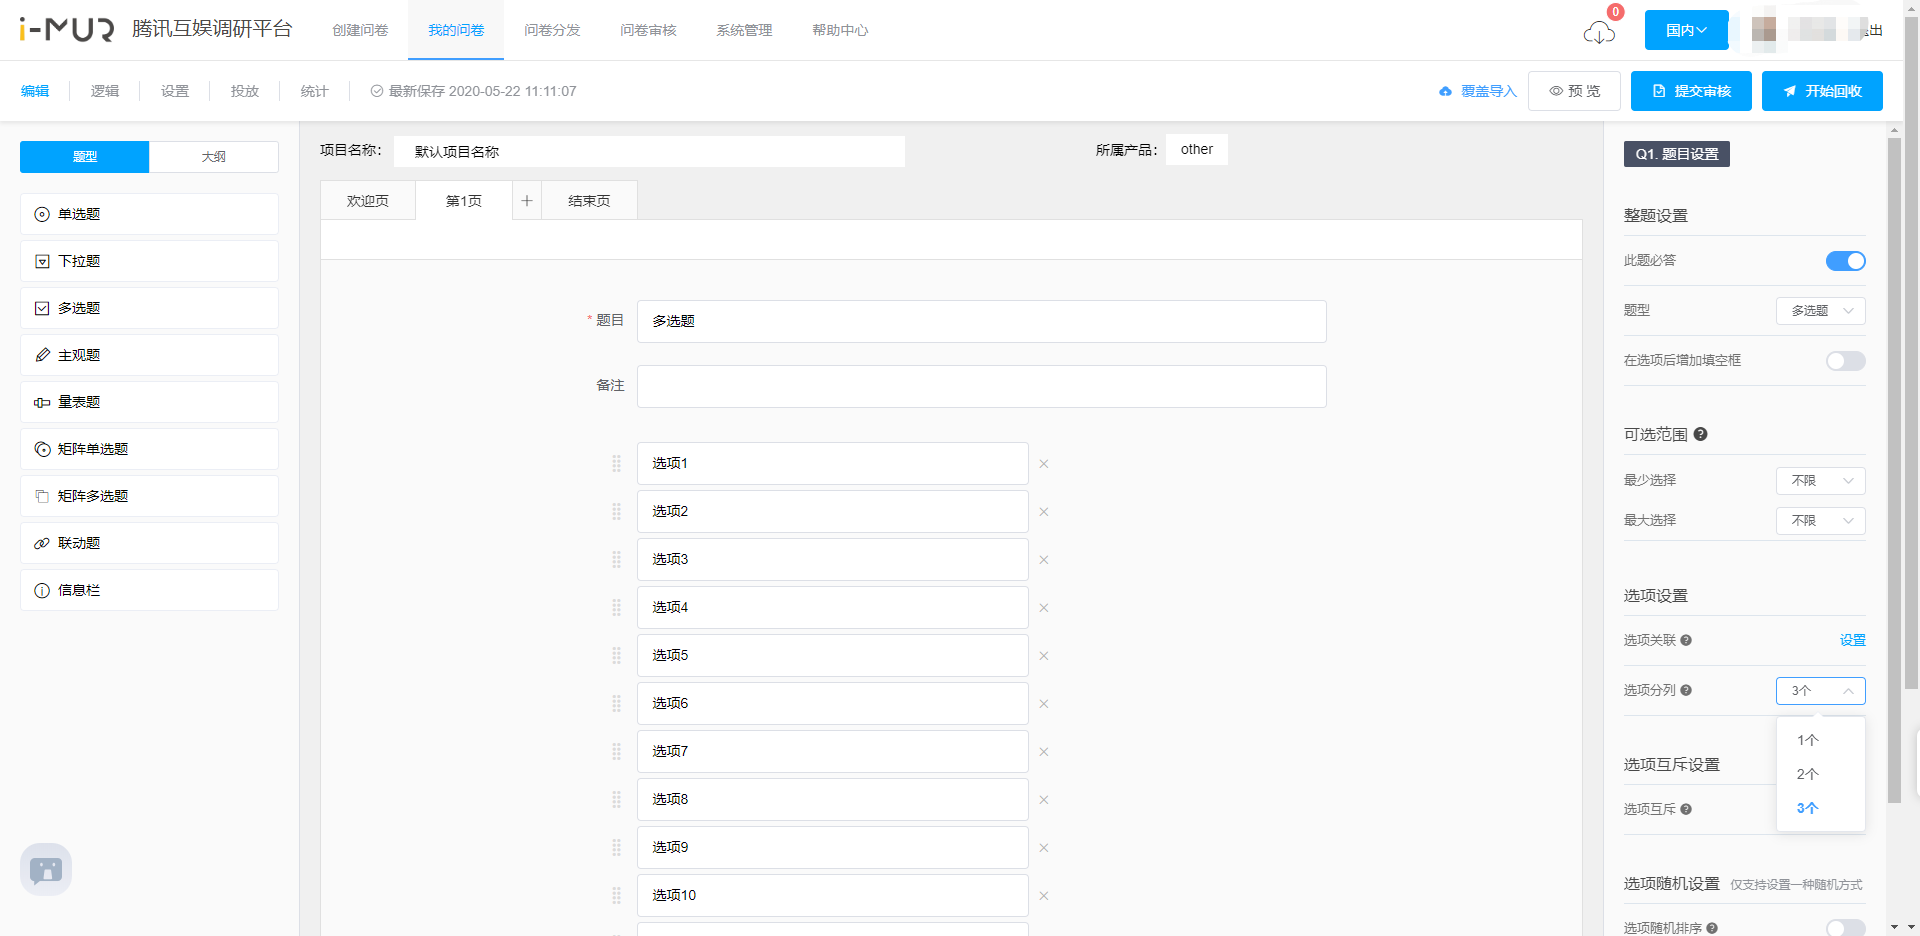 i-MUR 腾讯互娱调研平台
创建问卷
我的问卷
问卷分发
问卷审核
系统管理
帮助中心
0
国内
出
编辑
逻辑
设置
投放
统计
最新保存 2020-05-22 11:11:07
覆盖导入
预 览
提交审核
开始回收
题型
大纲
单选题
下拉题
多选题
主观题
量表题
矩阵单选题
矩阵多选题
联动题
信息栏
项目名称:
默认项目名称
所属产品:
other
欢迎页
第1页
+
结束页
* 题目
多选题
备注
选项1
选项2
选项3
选项4
选项5
选项6
选项7
选项8
选项9
选项10
Q1. 题目设置
整题设置
此题必答
题型
多选题
在选项后增加填空框
可选范围
最少选择
不限
最大选择
不限
选项设置
选项关联
设置
选项分列
3个
1个
2个
3个
选项互斥设置
选项互斥
选项随机设置 仅支持设置一种随机方式
选项随机排序